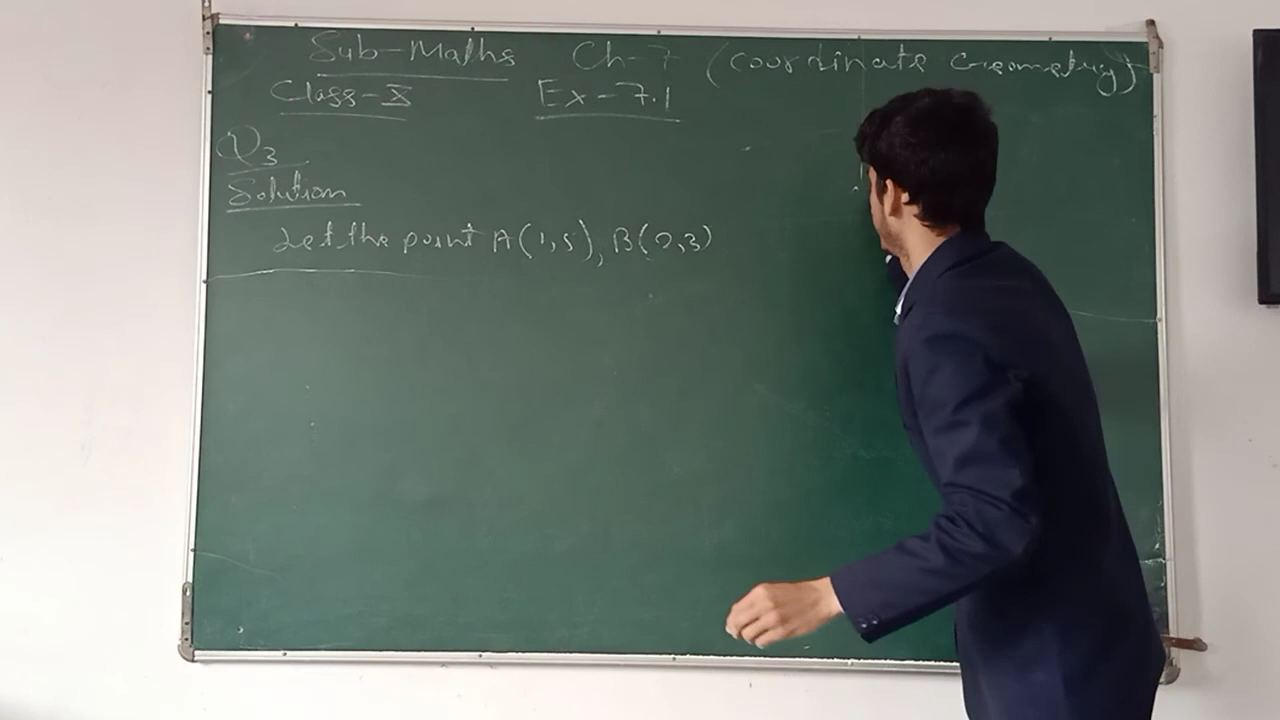 Sub-Maths Ch-7 (Coordinate Geometry)
Class-X Ex-7.1
Q3
Solution
Let the point A(1,5), B(2,3)